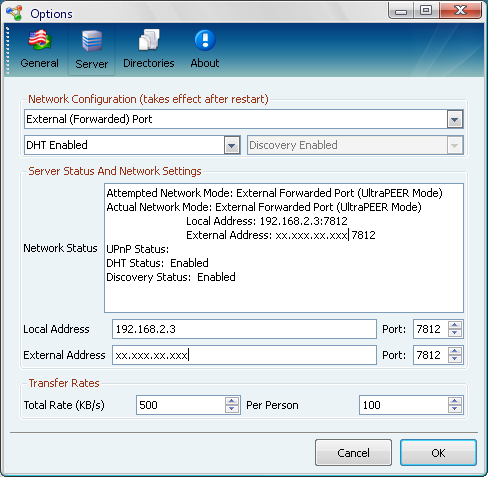 Options
General Server Directories About
Network Configuration (takes effect after restart)
External (Forwarded) Port
DHT Enabled Discovery Enabled
Server Status And Network Settings
Network Status
Attempted Network Mode: External Forwarded Port (UltraPEER Mode)
Actual Network Mode: External Forwarded Port (UltraPEER Mode)
Local Address: 192.168.2.3:7812
External Address: xx.xxx.xx.xxx 7812
UPnP Status:
DHT Status: Enabled
Discovery Status: Enabled
Local Address 192.168.2.3 Port: 7812
External Address xx.xxx.xx.xxx Port: 7812
Transfer Rates
Total Rate (KB/s) 500 Per Person 100
Cancel OK